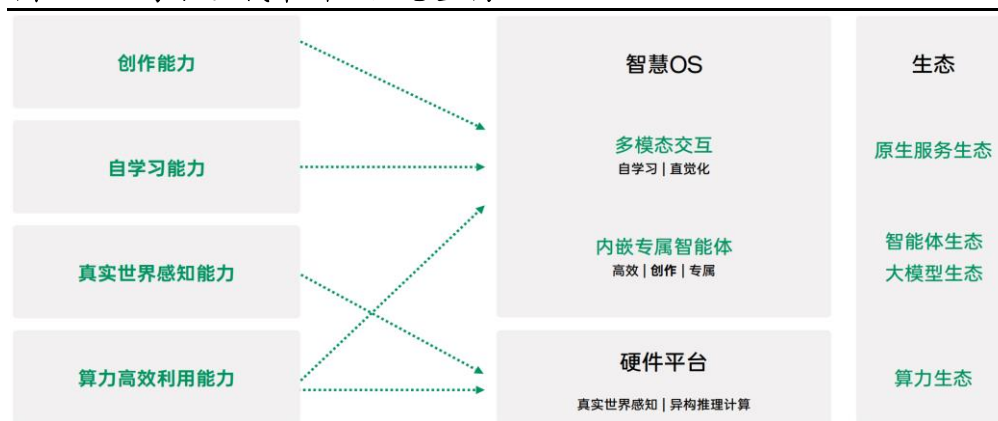 创作能力
自学习能力
真实世界感知能力
算力高效利用能力
智慧OS
多模态交互
自学习 | 直觉化
内嵌专属智能体
高效 | 创作 | 专属
硬件平台
真实世界感知 | 异构推理计算
生态
原生服务生态
智能体生态
大模型生态
算力生态